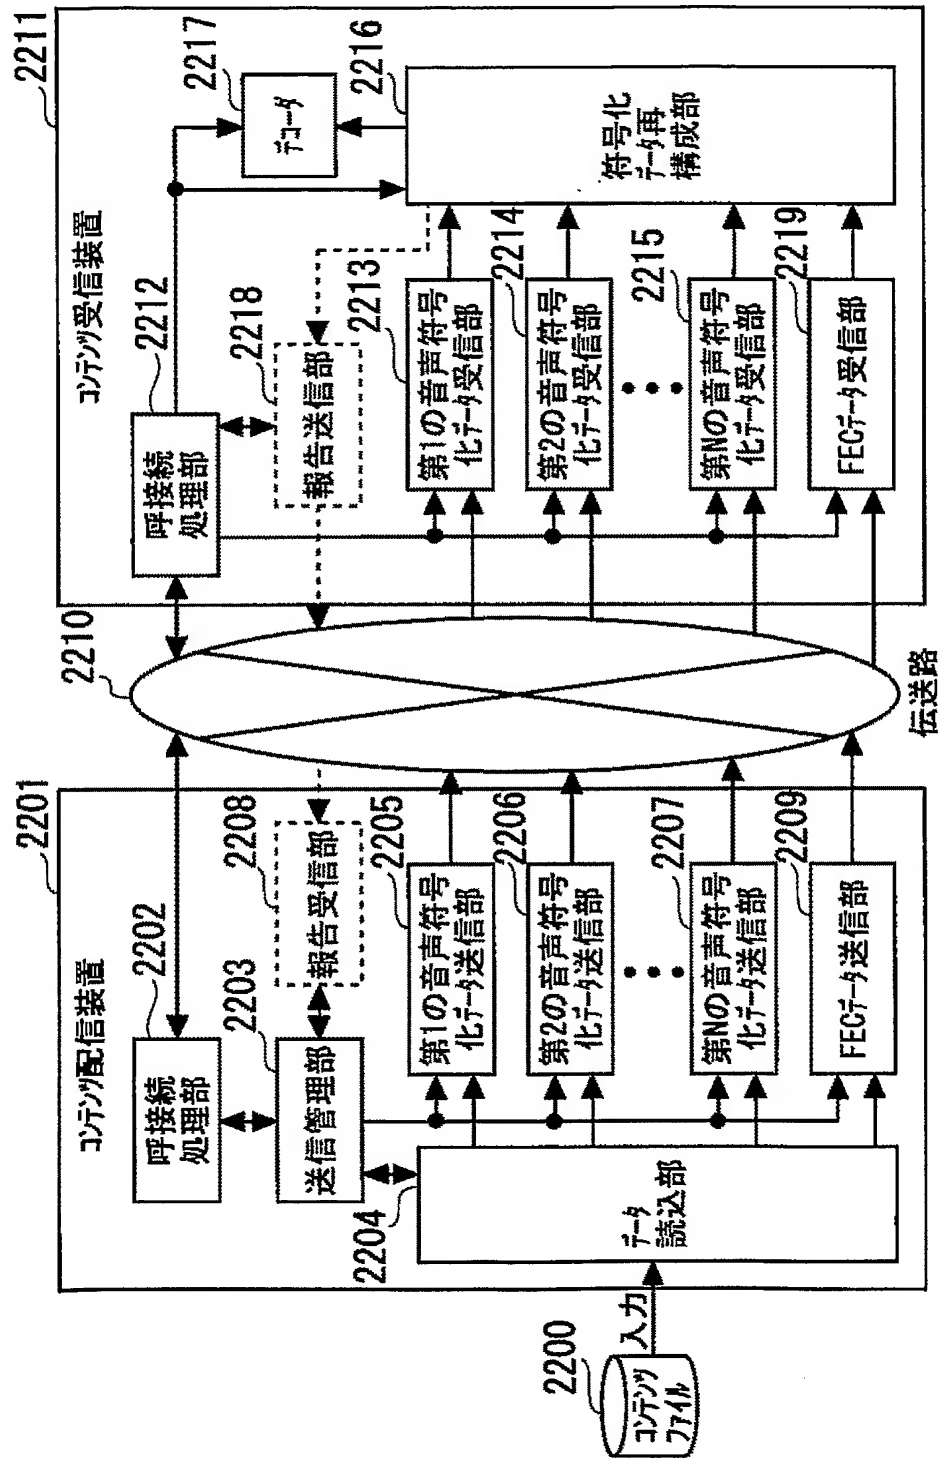 2200
コンテンツ
ファイル
入力
2201
コンテンツ配信装置
2202
呼接続
処理部
2203
送信管理部
2204
データ
読込部
2208
報告受信部
2205
第1の音声符号
化データ送信部
2206
第2の音声符号
化データ送信部
2207
第Nの音声符号
化データ送信部
2209
FECデータ送信部
2210
伝送路
2211
コンテンツ受信装置
2212
呼接続
処理部
2218
報告送信部
2213
第1の音声符号
化データ受信部
2214
第2の音声符号
化データ受信部
2215
第Nの音声符号
化データ受信部
2219
FECデータ受信部
2217
デコーダ
2216
符号化
データ再
構成部